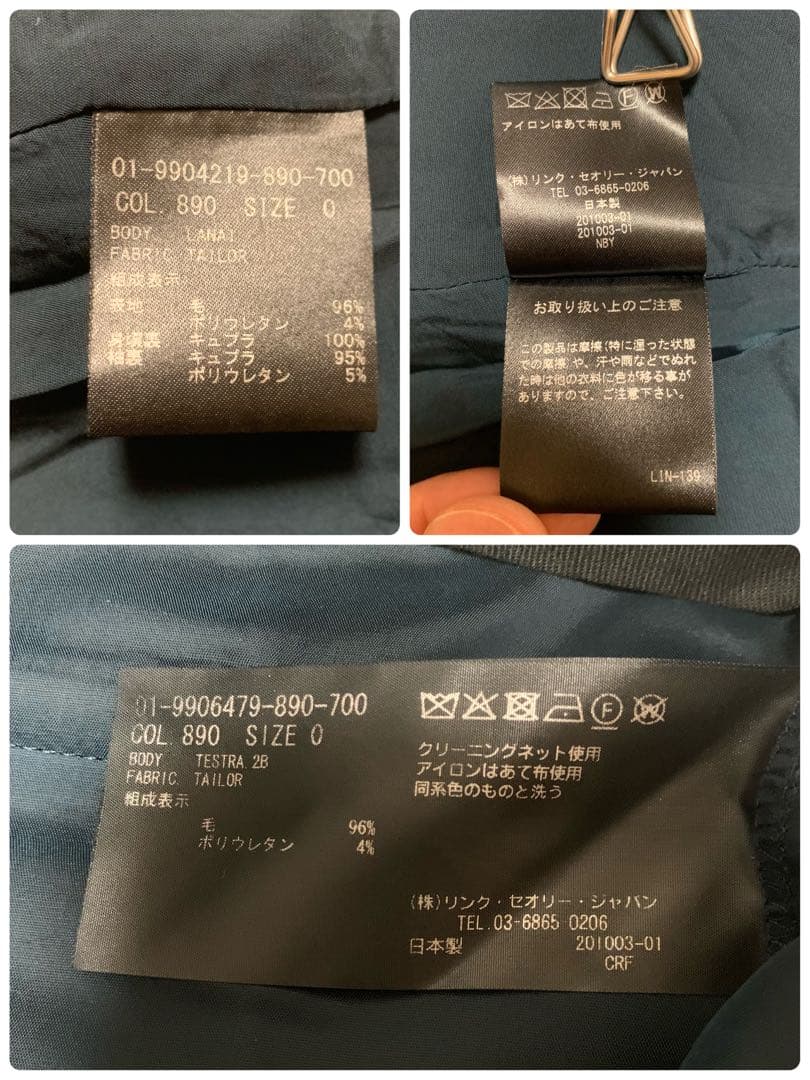 01-9904219-890-700
COL. 890 SIZE 0
BODY LANAI
FABRIC. TAILOR
組成表示
表地 毛 96%
ポリウレタン 4%
身頃裏 キュプラ 100%
袖裏 キュプラ 95%
ポリウレタン 5%
F W
アイロンはあて布使用
(株)リンク・セオリー・ジャパン
TEL 03-6865-0206
日本製
201003-01
201003-01
NBY
お取り扱い上のご注意
この製品は摩擦(特に湿った状態
での摩擦)や、汗や雨などでぬれ
た時は他の衣料に色が移る事が
ありますので、ご注意下さい。
LIN-139
01-9906479-890-700
COL. 890 SIZE 0
BODY TESTRA 2B
FABRIC. TAILOR
組成表示
毛 96%
ポリウレタン 4%
F W
クリーニングネット使用
アイロンはあて布使用
同系色のものと洗う
(株)リンク・セオリー・ジャパン
TEL.03-6865 0206
日本製 201003-01
CRF